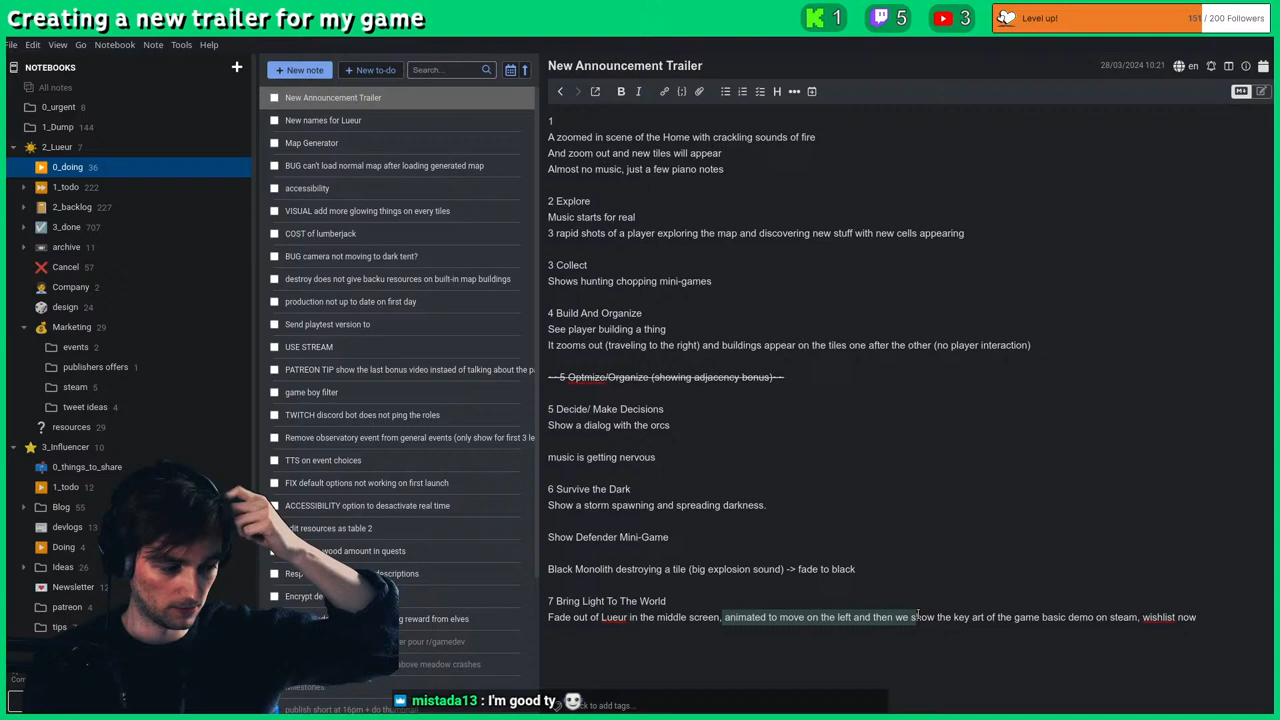 Creating a new trailer for my game
1
5
3
Level up!
151 / 200 Followers
File Edit View Go Notebook Note Tools Help
NOTEBOOKS
All notes
0_urgent 8
1_Dump 144
2_Lueur 7
0_doing 36
1_todo 222
2_backlog 227
3_done 707
archive 11
Cancel 57
Company 2
design 24
Marketing 29
events 2
publishers offers 1
steam 5
tweet ideas 4
resources 29
3_Influencer 10
0_things_to_share
1_todo 12
Blog 55
devlogs 13
Doing 4
Ideas 17
Newsletter 13
patreon 4
tips
+ New note
+ New to-do
Search...
New Announcement Trailer
New names for Lueur
Map Generator
BUG can't load normal map after loading generated map
accessibility
VISUAL add more glowing things on every tiles
COST of lumberjack
BUG camera not moving to dark tent?
destroy does not give backu resources on built-in map buildings
production not up to date on first day
Send playtest version to
USE STREAM
PATREON TIP show the last bonus video instaed of talking about the pa
game boy filter
TWITCH discord bot does not ping the roles
Remove observatory event from general events (only show for first 3 le
TTS on event choices
FIX default options not working on first launch
ACCESSIBILITY option to desactivate real time
edit resources as table 2
wood amount in quests
descriptions
Encrypt
reward from elves
r/gamedev
above meadow crashes
Milestones
publish short at 16pm + do thumbnail
New Announcement Trailer
28/03/2024 10:21
en
1
A zoomed in scene of the Home with crackling sounds of fire
And zoom out and new tiles will appear
Almost no music, just a few piano notes
2 Explore
Music starts for real
3 rapid shots of a player exploring the map and discovering new stuff with new cells appearing
3 Collect
Shows hunting chopping mini-games
4 Build And Organize
See player building a thing
It zooms out (traveling to the right) and buildings appear on the tiles one after the other (no player interaction)
~~5 Optmize/Organize (showing adjacency bonus)~~
5 Decide/ Make Decisions
Show a dialog with the orcs
music is getting nervous
6 Survive the Dark
Show a storm spawning and spreading darkness.
Show Defender Mini-Game
Black Monolith destroying a tile (big explosion sound) -> fade to black
7 Bring Light To The World
Fade out of Lueur in the middle screen, animated to move on the left and then we show the key art of the game basic demo on steam, wishlist now
to add tags...
mistada13 : I'm good ty